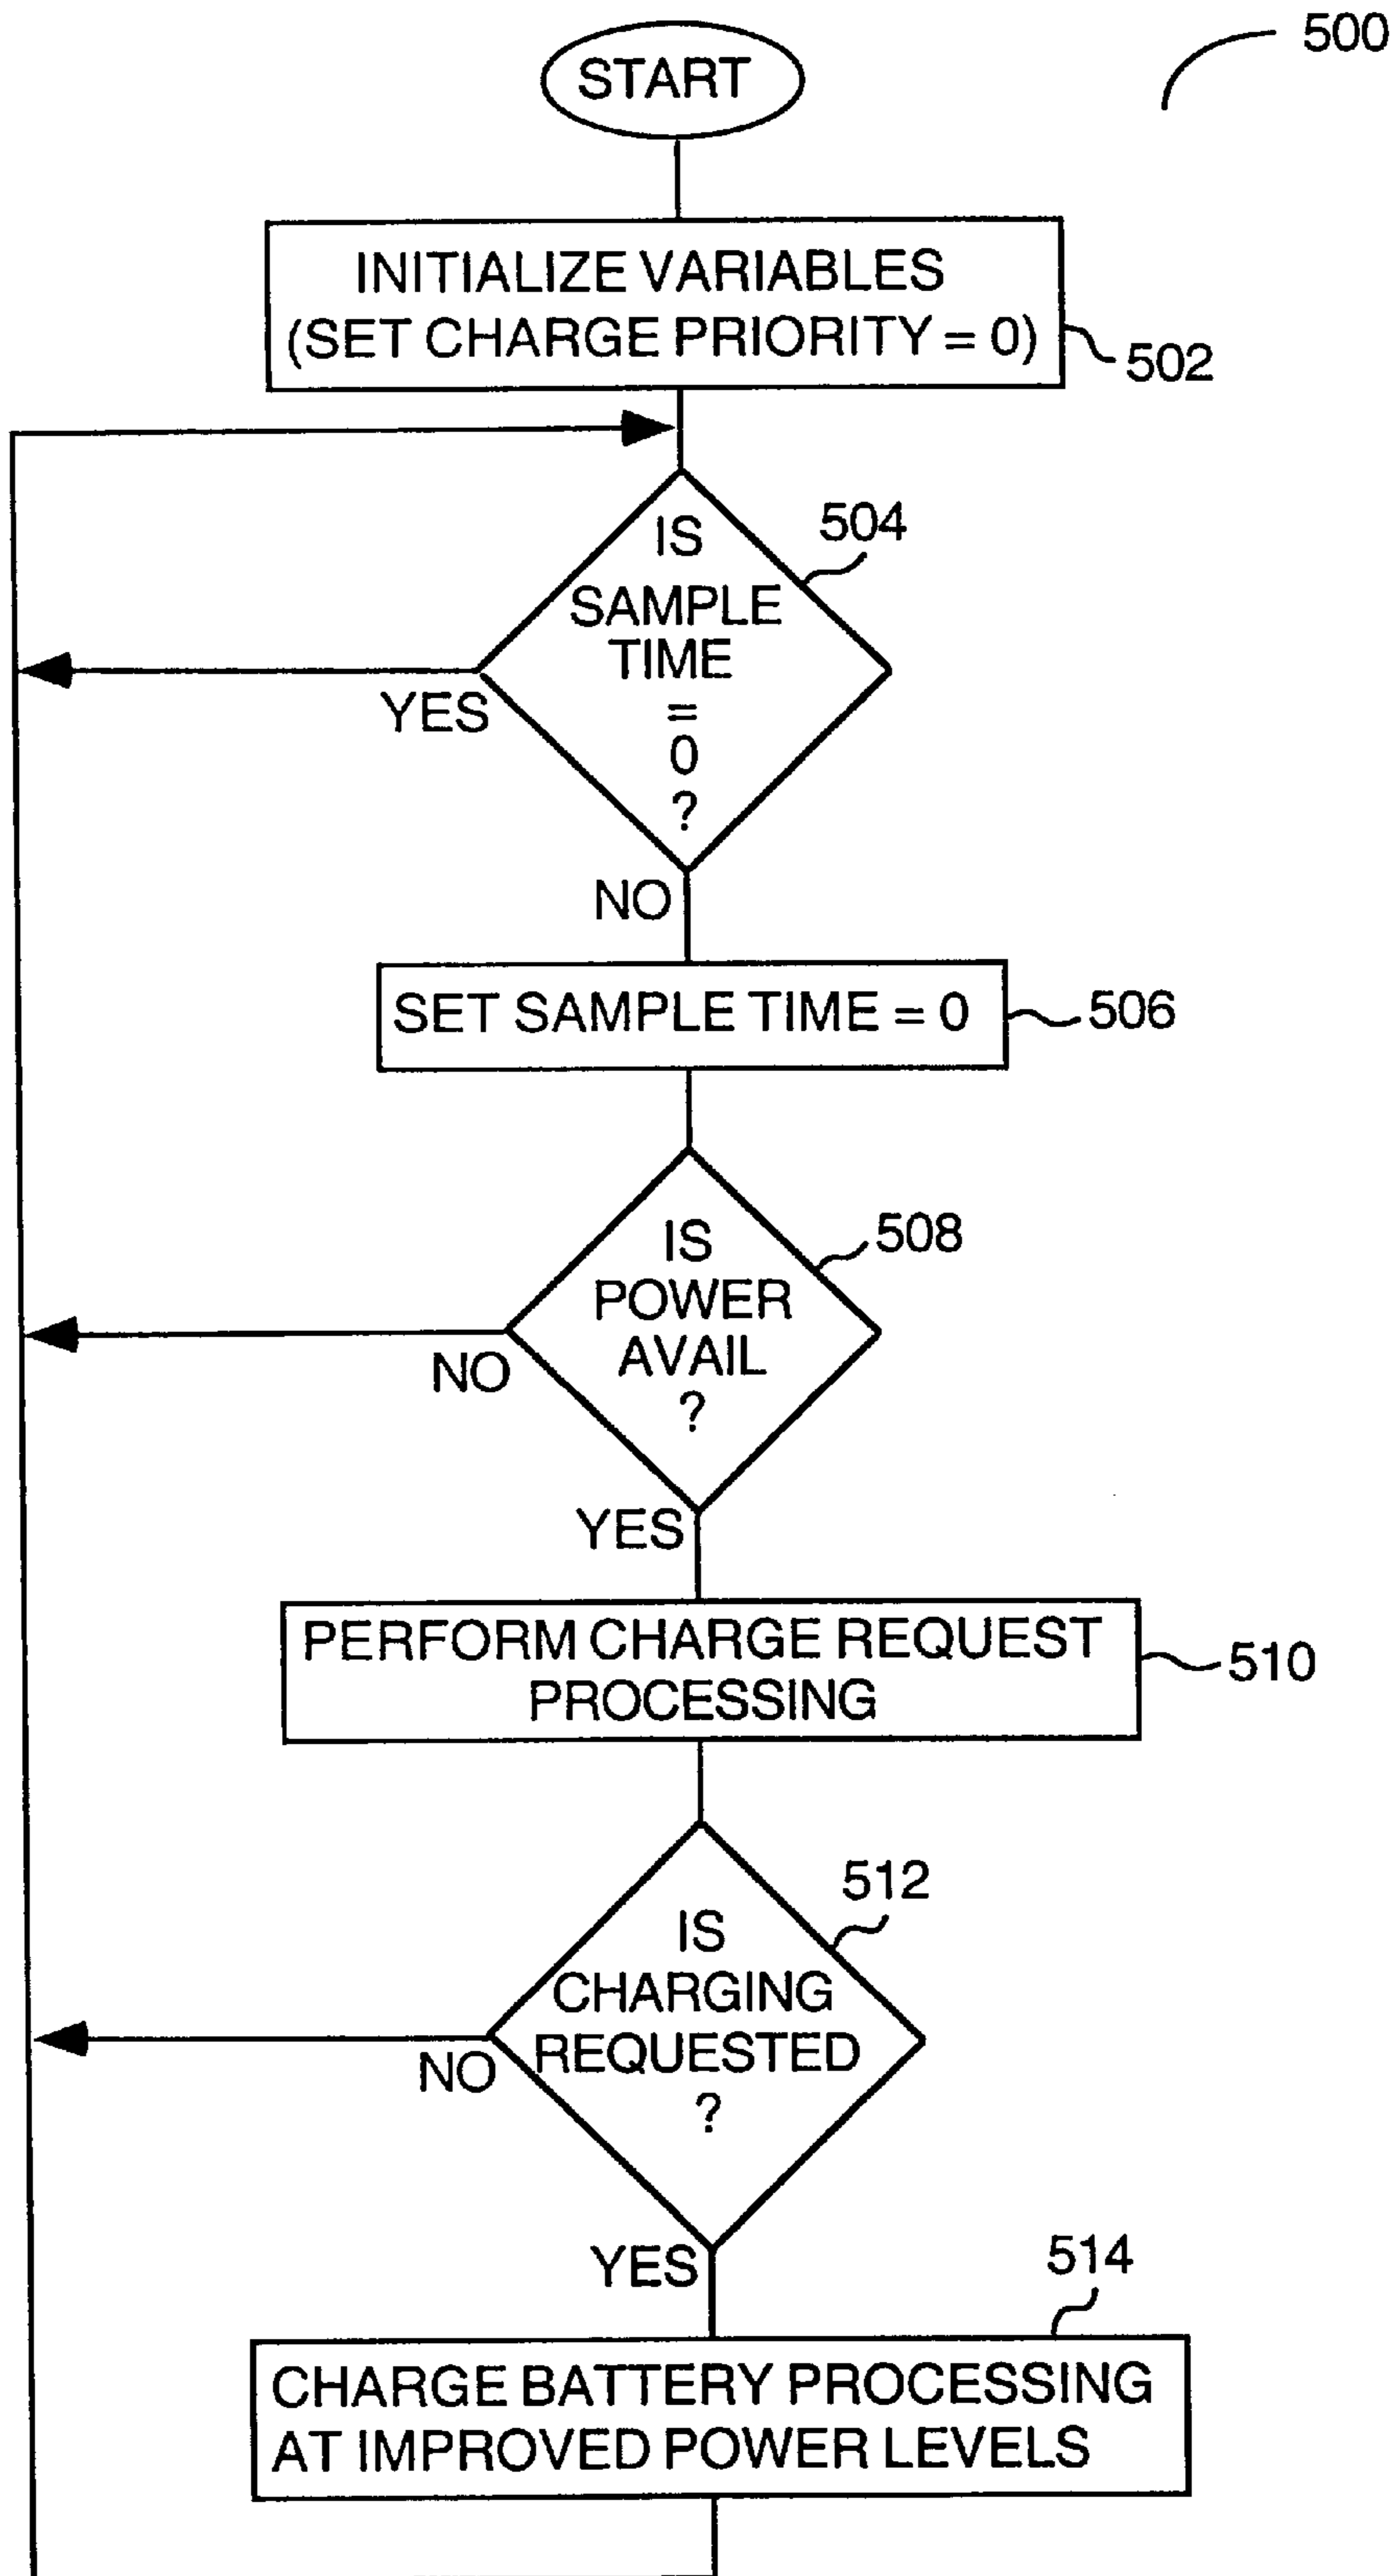 500
START
INITIALIZE VARIABLES
(SET CHARGE PRIORITY = 0)
502
IS
SAMPLE
TIME
=
0
?
504
YES
NO
SET SAMPLE TIME = 0
506
IS
POWER
AVAIL
?
508
NO
YES
PERFORM CHARGE REQUEST
PROCESSING
510
IS
CHARGING
REQUESTED
?
512
NO
YES
514
CHARGE BATTERY PROCESSING
AT IMPROVED POWER LEVELS